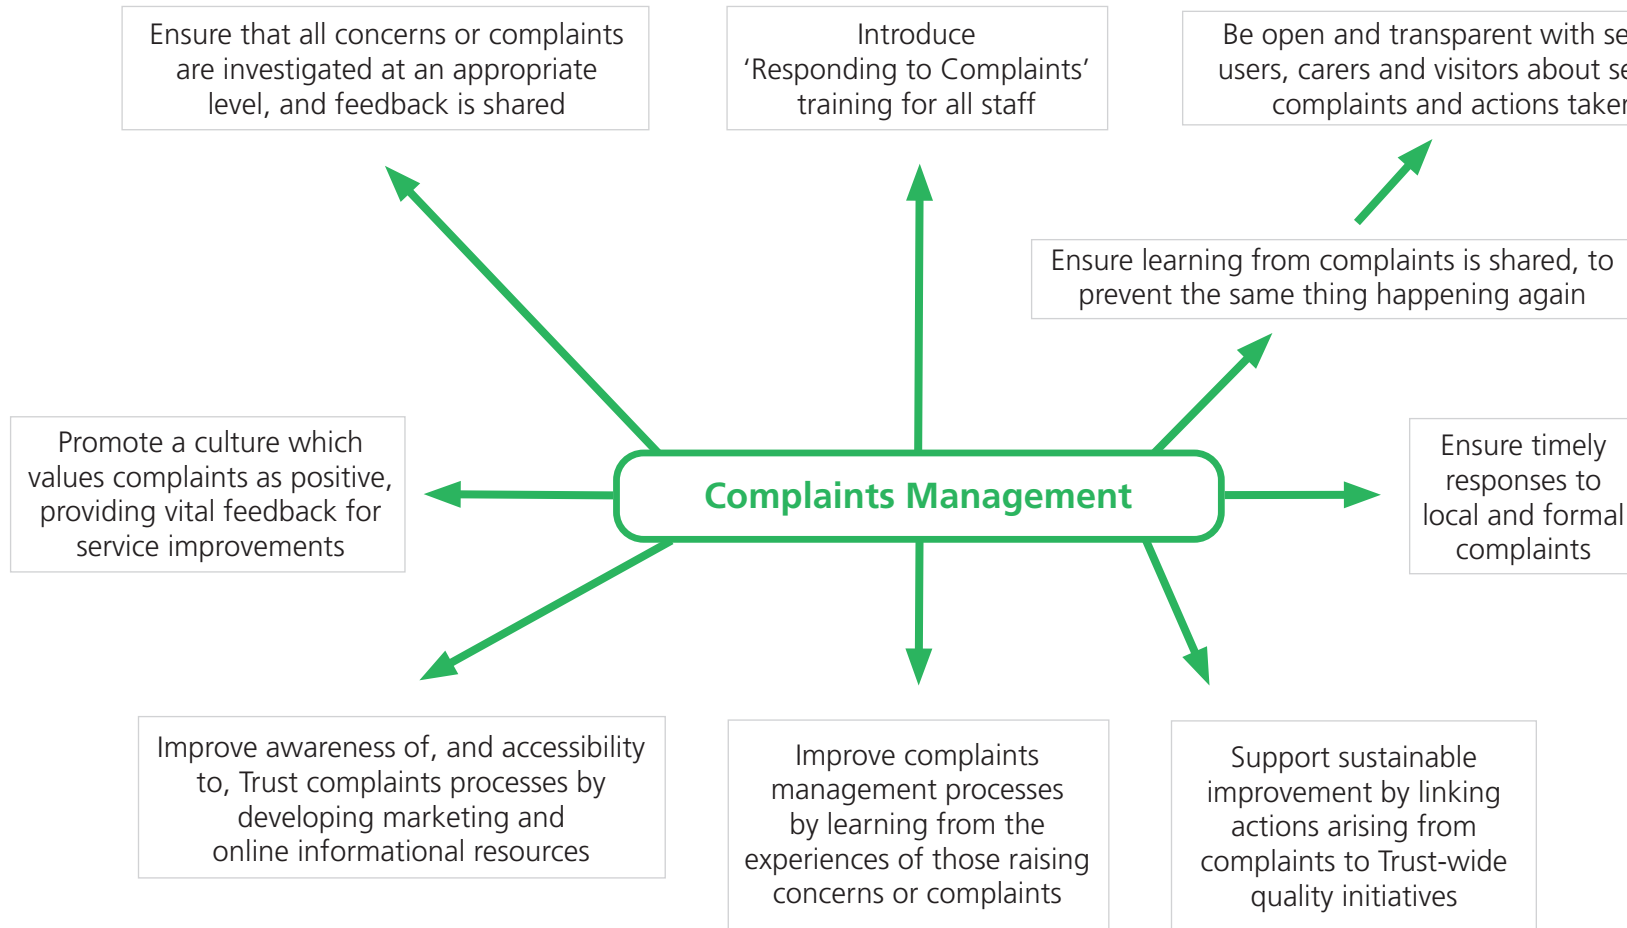 Ensure that all concerns or complaints
are investigated at an appropriate
level, and feedback is shared
Introduce
‘Responding to Complaints’
training for all staff
Be open and transparent with
users, carers and visitors about
complaints and actions
Ensure learning from complaints is shared, to
prevent the same thing happening again
Promote a culture which
values complaints as positive,
providing vital feedback for
service improvements
Complaints Management
Ensure timely
responses to
local and formal
complaints
Improve awareness of, and accessibility
to, Trust complaints processes by
developing marketing and
online informational resources
Improve complaints
management processes
by learning from the
experiences of those raising
concerns or complaints
Support sustainable
improvement by linking
actions arising from
complaints to Trust-wide
quality initiatives